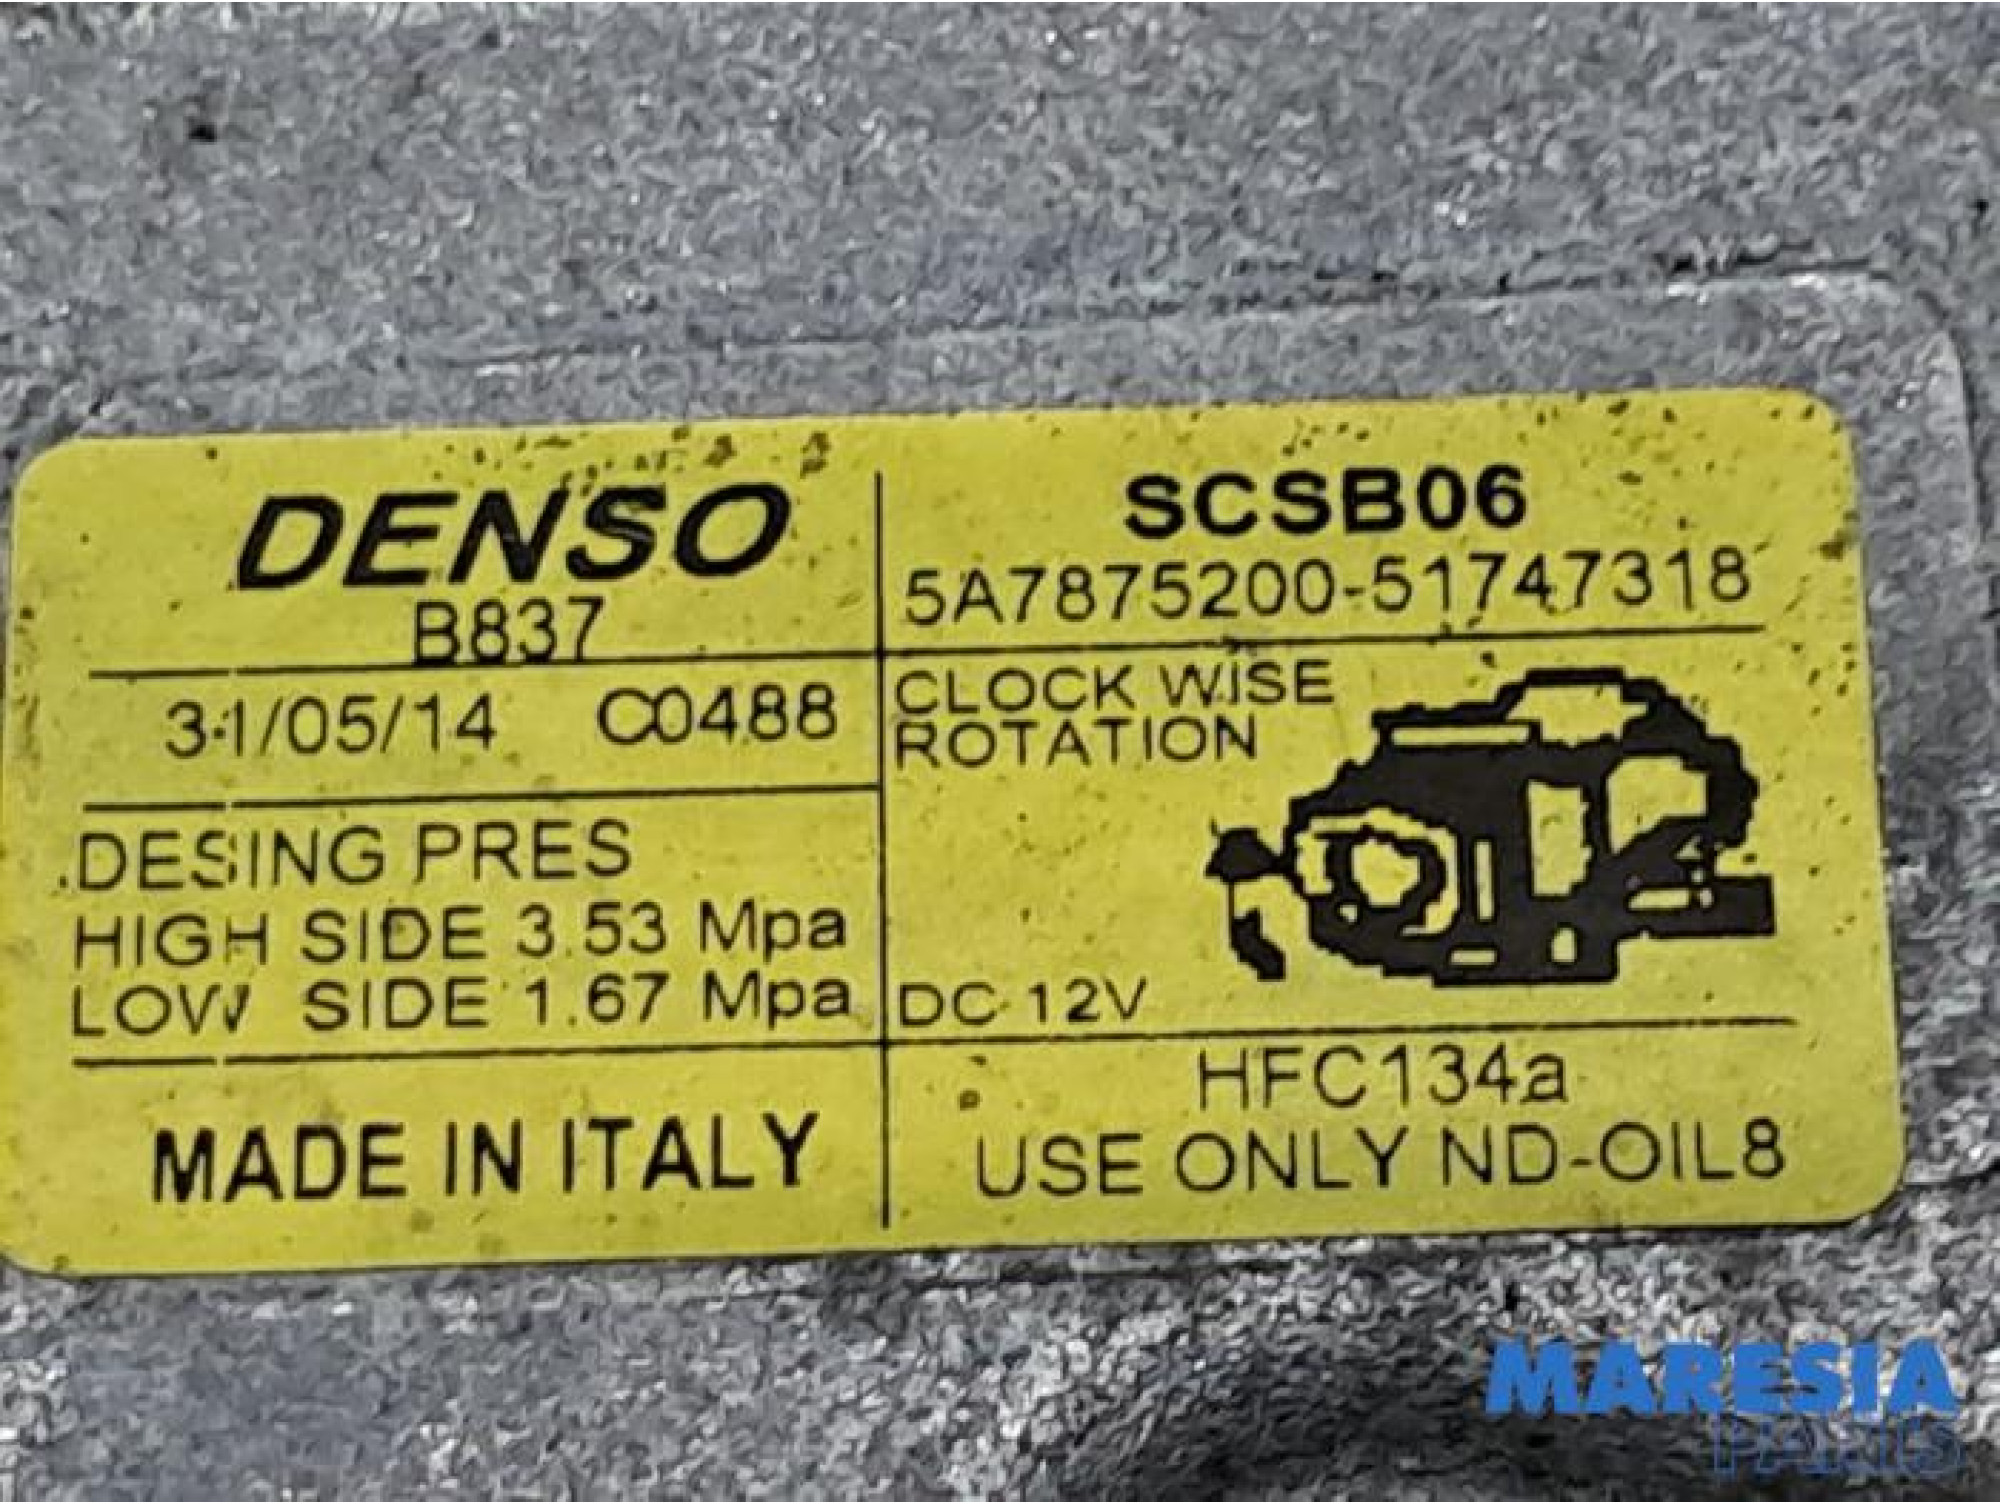 DENSO
B837
31/05/14 C0488
DESING PRES
HIGH SIDE 3.53 Mpa
LOW SIDE 1.67 Mpa
MADE IN ITALY
SCSB06
5A7875200-51747318
CLOCK WISE
ROTATION
DC 12V
HFC134a
USE ONLY ND-OIL8
MARESIA
PARTS